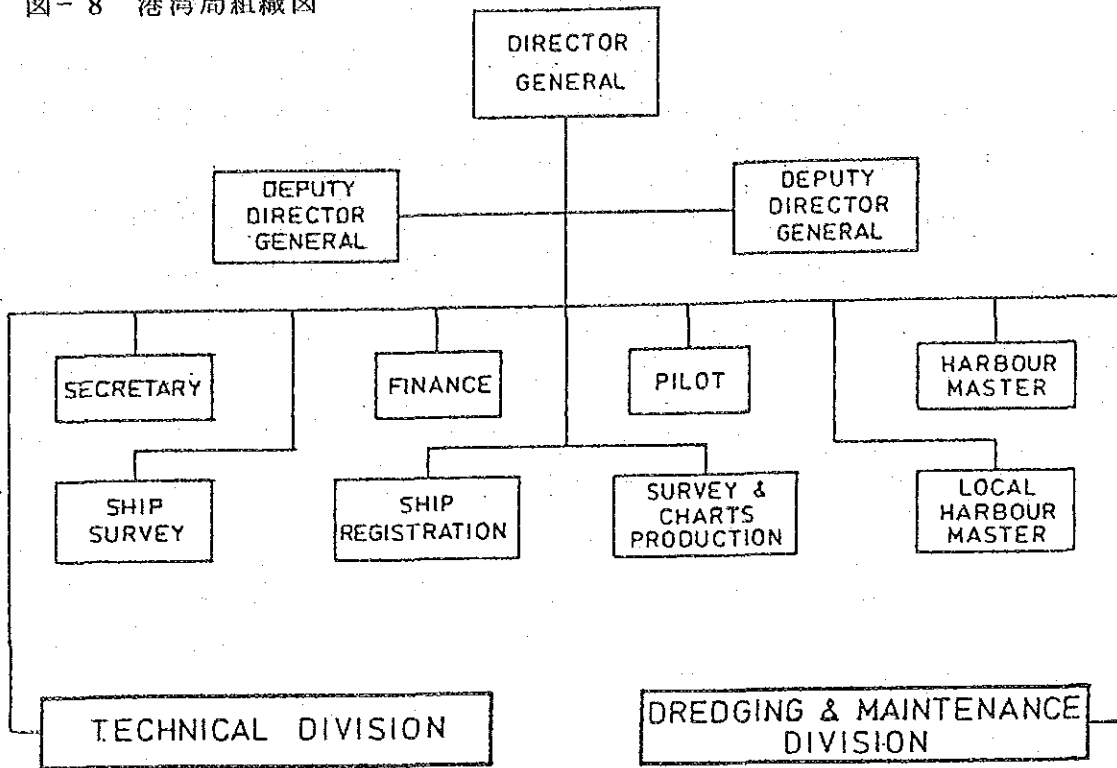 図-8 港湾局組織図
DIRECTOR
GENERAL
DEPUTY
DIRECTOR
GENERAL
DEPUTY
DIRECTOR
GENERAL
SECRETARY
FINANCE
PILOT
HARBOUR
MASTER
SHIP
SURVEY
SHIP
REGISTRATION
SURVEY &
CHARTS
PRODUCTION
LOCAL
HARBOUR
MASTER
TECHNICAL DIVISION
DREDGING & MAINTENANCE
DIVISION